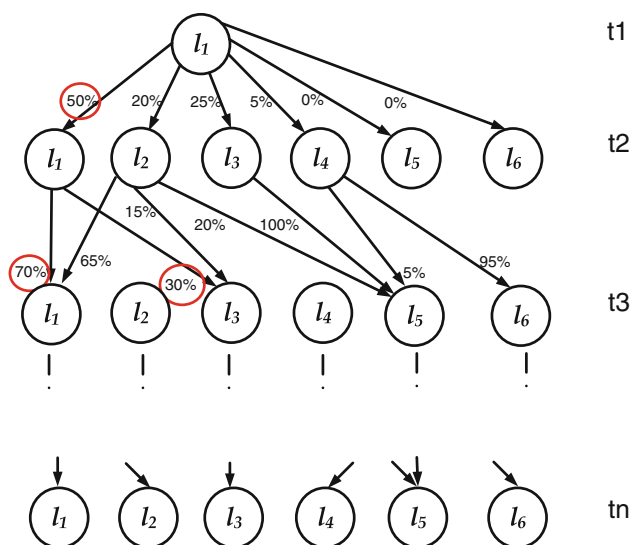 l1 t1
50% 20% 25% 5% 0% 0%
l1 l2 l3 l4 l5 l6 t2
15% 20% 100%
70% 65% 30% 5% 95%
l1 l2 l3 l4 l5 l6 t3
l1 l2 l3 l4 l5 l6 tn